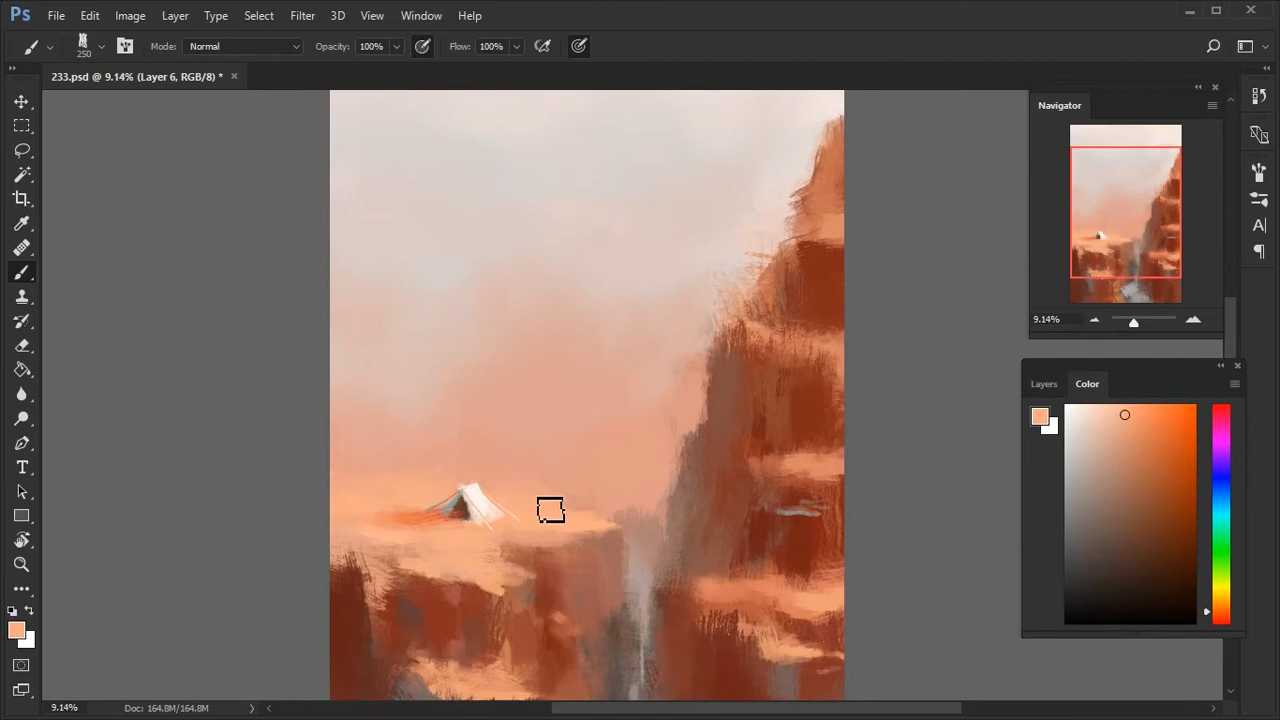 Ps File Edit Image Layer Type Select Filter 3D View Window Help
250 Mode: Normal Opacity: 100% Flow: 100%
233.psd @ 9.14% (Layer 6, RGB/8) * ×
Navigator
9.14%
Layers Color
9.14% Doc: 164.8M/164.8M